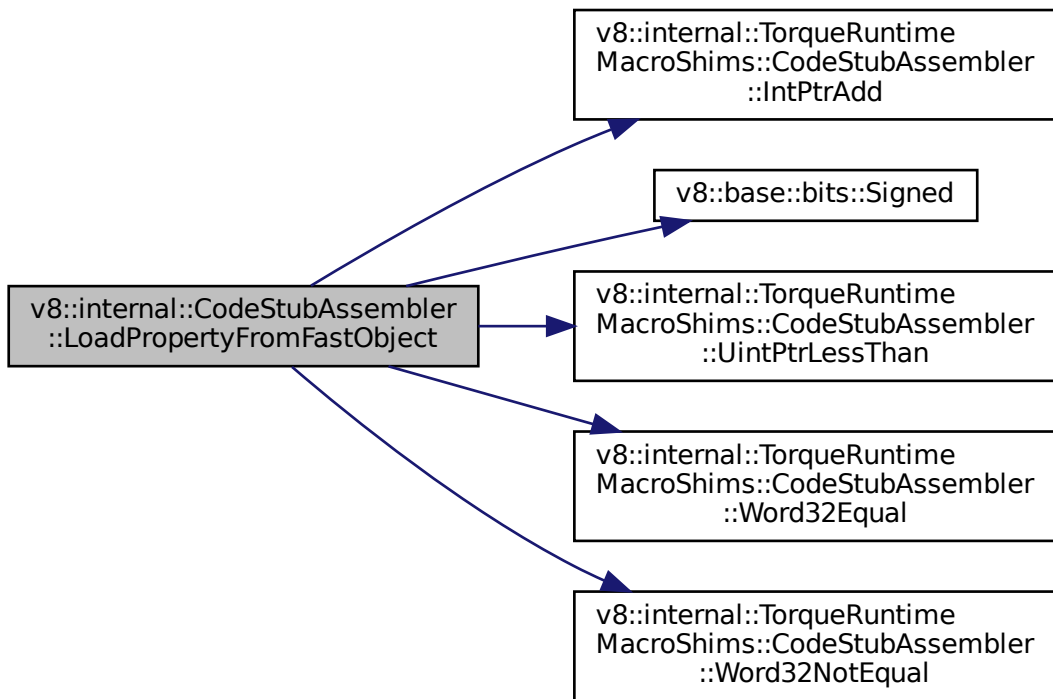 v8::internal::TorqueRuntime
MacroShims::CodeStubAssembler
::IntPtrAdd
v8::base::bits::Signed
v8::internal::CodeStubAssembler
::LoadPropertyFromFastObject
v8::internal::TorqueRuntime
MacroShims::CodeStubAssembler
::UintPtrLessThan
v8::internal::TorqueRuntime
MacroShims::CodeStubAssembler
::Word32Equal
v8::internal::TorqueRuntime
MacroShims::CodeStubAssembler
::Word32NotEqual